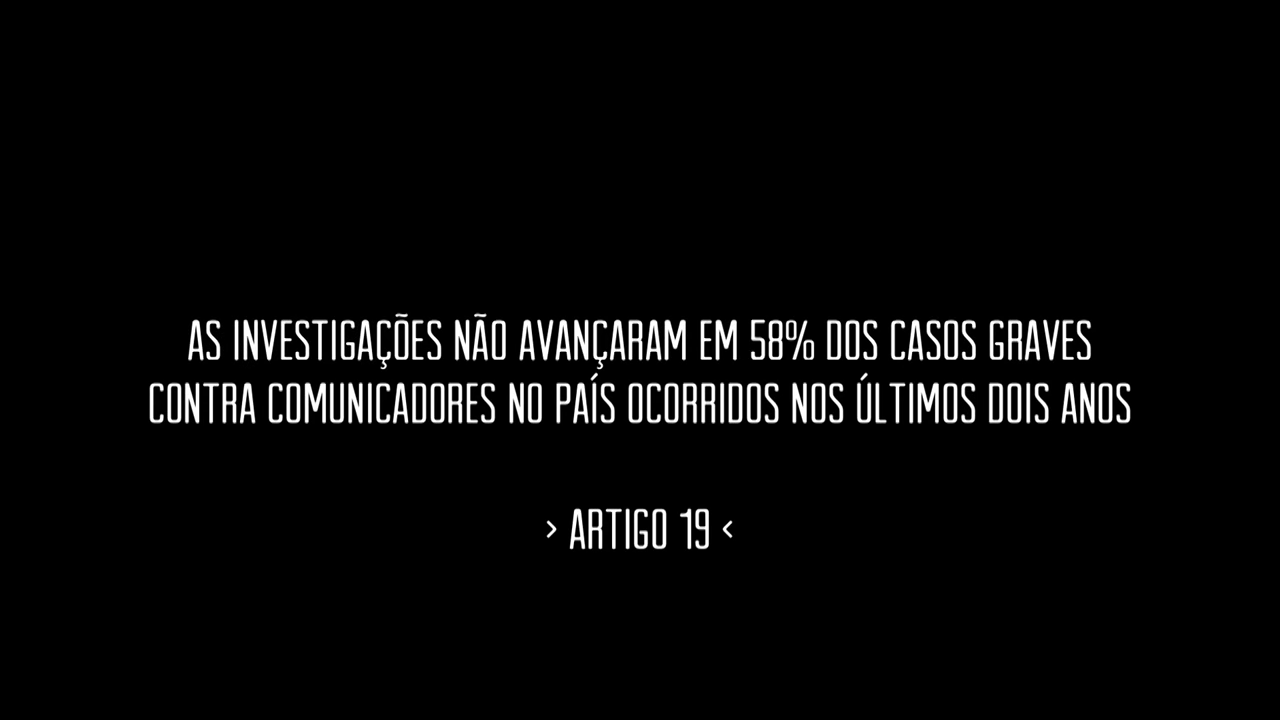 AS INVESTIGAÇÕES NÃO AVANÇARAM EM 58% DOS CASOS GRAVES
CONTRA COMUNICADORES NO PAÍS OCORRIDOS NOS ÚLTIMOS DOIS ANOS
> ARTIGO 19 <